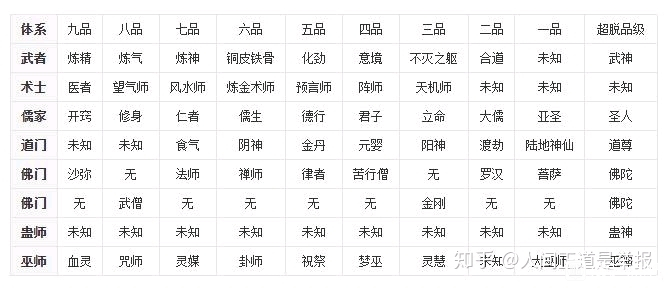 体系 九品 八品 七品 六品 五品 四品 三品 二品 一品 超脱品级
武者 炼精 炼气 炼神 铜皮铁骨 化劲 意境 不灭之躯 合道 未知 武神
术士 医者 望气师 风水师 炼金术师 预言师 阵师 天机师 未知 未知 未知
儒家 开窍 修身 仁者 儒生 德行 君子 立命 大儒 亚圣 圣人
道门 未知 未知 食气 阴神 金丹 元婴 阳神 渡劫 陆地神仙 道尊
佛门 沙弥 无 法师 禅师 律者 苦行僧 无 罗汉 菩萨 佛陀
佛门 无 武僧 无 无 无 无 金刚 无 无 佛陀
蛊师 未知 未知 未知 未知 未知 未知 未知 未知 未知 蛊神
巫师 血灵 咒师 灵媒 卦师 祝祭 梦巫 灵慧 未知 大巫师 巫神
知乎 @人间正道是举报